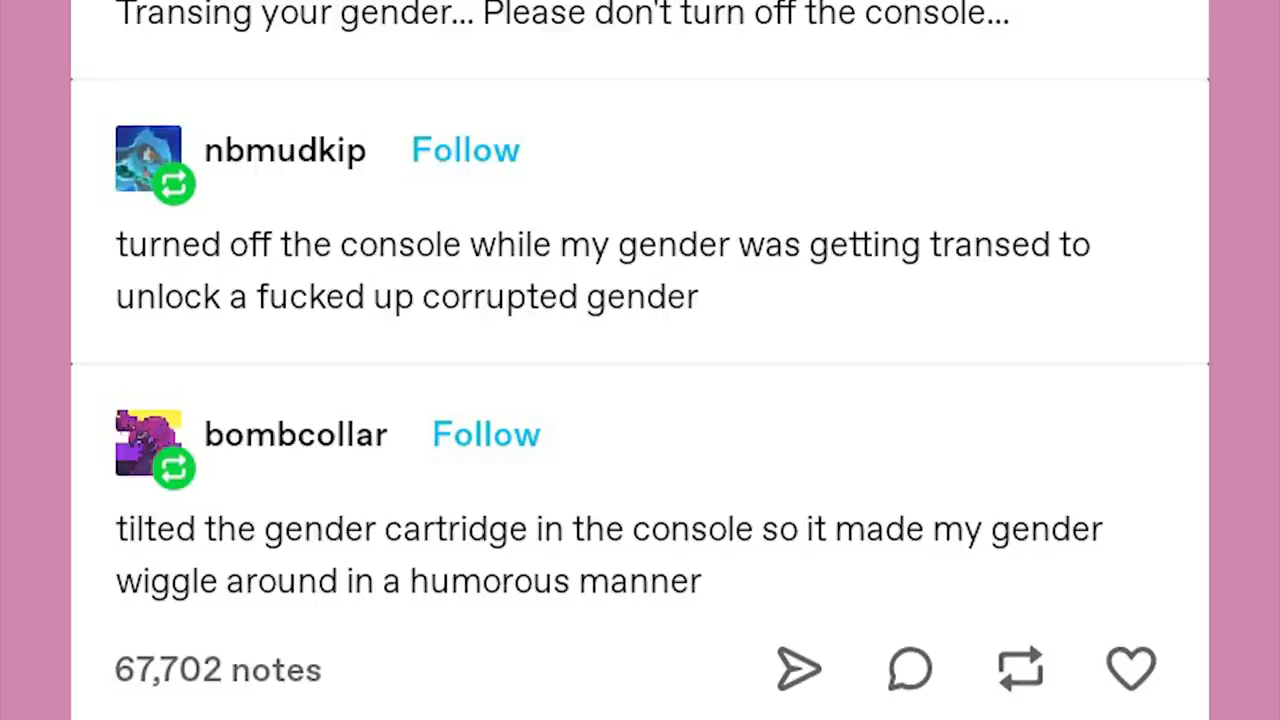 Transing your gender... Please don't turn off the console...
nbmudkip Follow
turned off the console while my gender was getting transed to
unlock a fucked up corrupted gender
bombcollar Follow
tilted the gender cartridge in the console so it made my gender
wiggle around in a humorous manner
67,702 notes